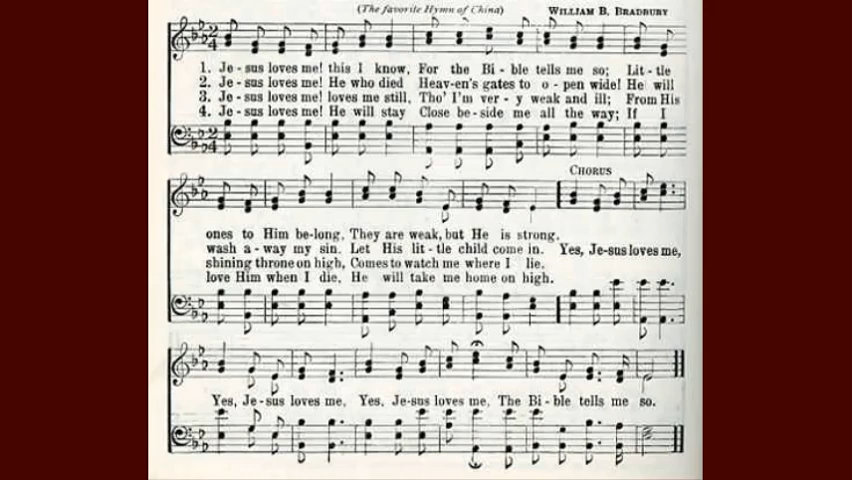 (The favorite Hymn of China) WILLIAM B. BRADBURY
1. Je-sus loves me! this I know, For the Bi-ble tells me so; Lit-tle
2. Je-sus loves me! He who died Heav-en's gates to o-pen wide! He will
3. Je-sus loves me! loves me still, Tho' I'm ver-y weak and ill; From His
4. Je-sus loves me! He will stay Close be-side me all the way; If I
CHORUS
ones to Him be-long, They are weak, but He is strong.
wash a-way my sin. Let His lit-tle child come in. Yes, Je-sus loves me,
shining throne on high, Comes to watch me where I lie.
love Him when I die, He will take me home on high.
Yes, Je-sus loves me, Yes, Je-sus loves me, The Bi-ble tells me so.